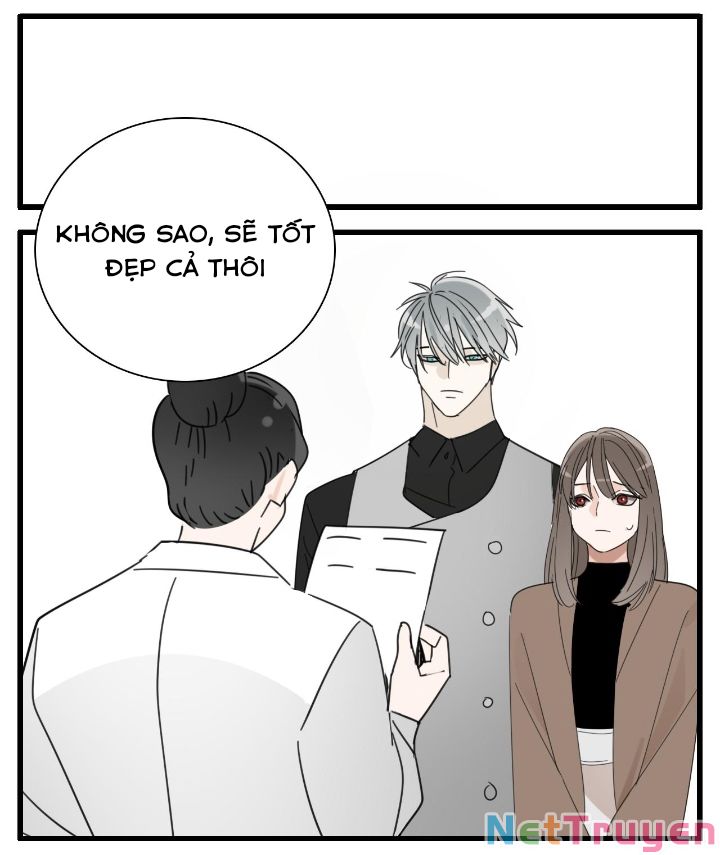 KHÔNG SAO, SẼ TỐT
ĐẸP CẢ THÔI
NetTruyen